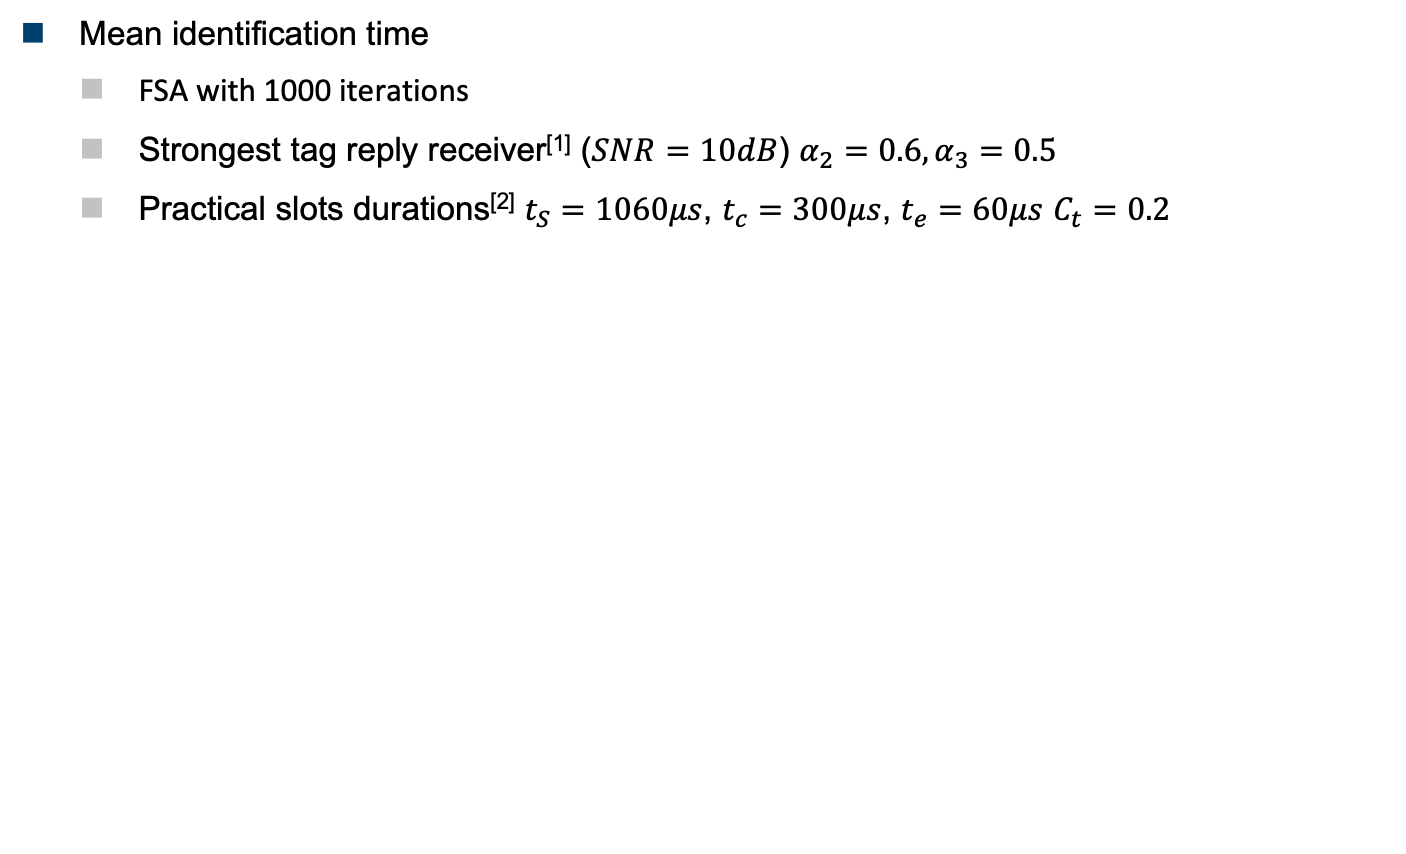 Mean identification time
FSA with 1000 iterations
Strongest tag reply receiver[1] (SNR = 10dB) α2 = 0.6, α3 = 0.5
Practical slots durations[2] tS = 1060μs, tc = 300μs, te = 60μs Ct = 0.2